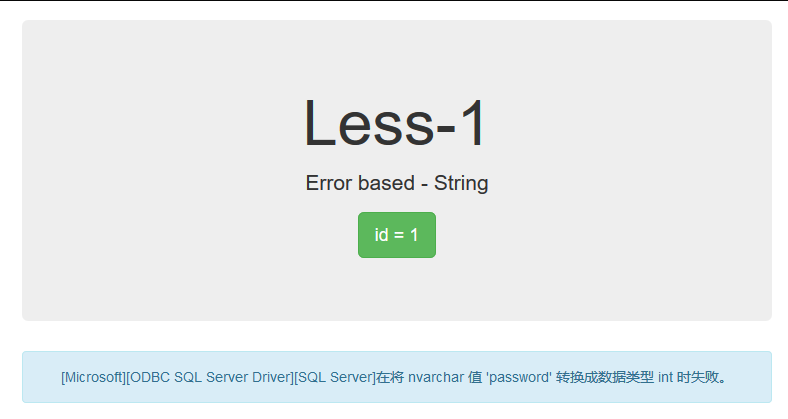 Less-1
Error based - String
id = 1
[Microsoft][ODBC SQL Server Driver][SQL Server]在将 nvarchar 值 'password' 转换成数据类型 int 时失败。